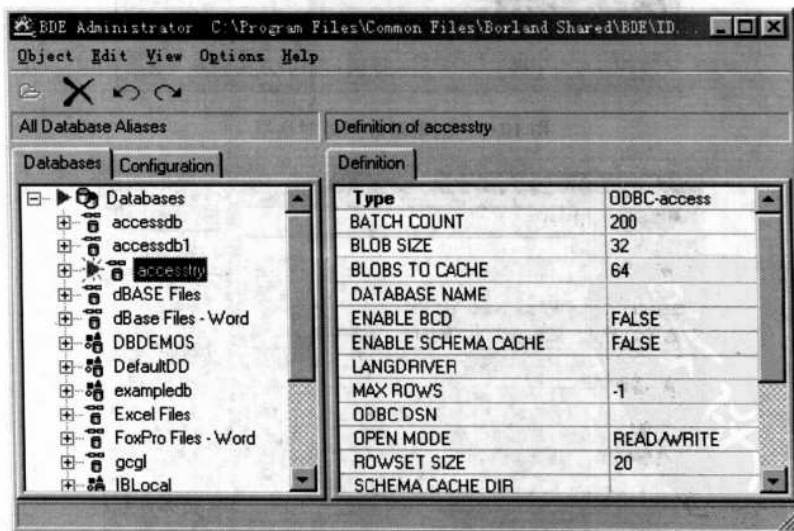 BDE Administrator C:\Program Files\Common Files\Borland Shared\BDE\ID...
Object Edit View Options Help
All Database Aliases
Definition of accesstry
Databases
Configuration
Databases
accessdb
accessdb1
accesstry
dBASE Files
dBase Files - Word
DBDEMOS
DefaultDD
exampledb
Excel Files
FoxPro Files - Word
gcgl
IBLocal
Definition
Type ODBC-access
BATCH COUNT 200
BLOB SIZE 32
BLOBS TO CACHE 64
DATABASE NAME
ENABLE BCD FALSE
ENABLE SCHEMA CACHE FALSE
LANGDRIVER
MAX ROWS -1
ODBC DSN
OPEN MODE READ/WRITE
ROWSET SIZE 20
SCHEMA CACHE DIR